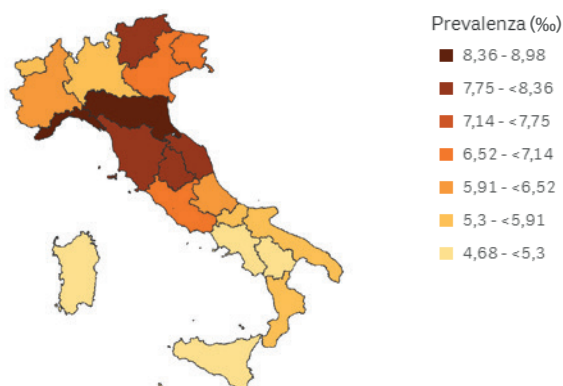 Prevalenza (‰)
8,36 - 8,98
7,75 - <8,36
7,14 - <7,75
6,52 - <7,14
5,91 - <6,52
5,3 - <5,91
4,68 - <5,3